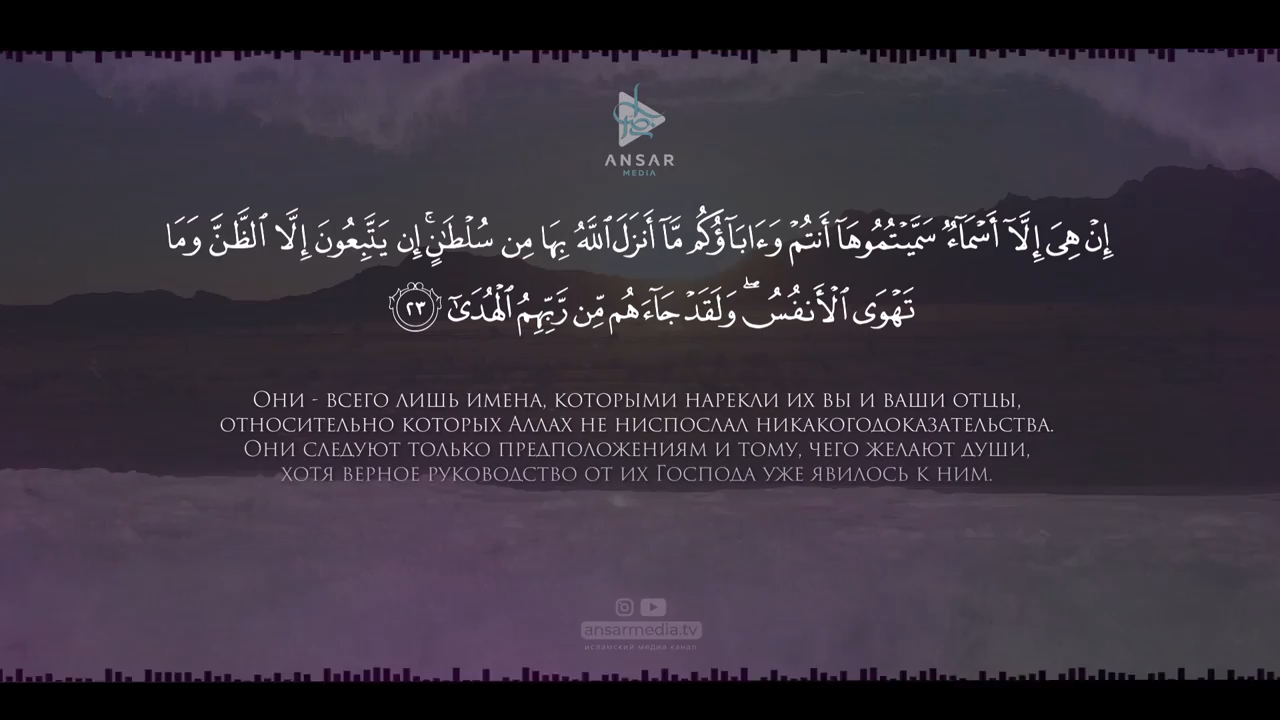 ANSAR
MEDIA
إِنْ هِىَ إِلَّآ أَسْمَآءٌ سَمَّيْتُمُوهَآ أَنتُمْ وَءَابَآؤُكُم مَّآ أَنزَلَ ٱللَّهُ بِهَا مِن سُلْطَٰنٍ ۚ إِن يَتَّبِعُونَ إِلَّا ٱلظَّنَّ وَمَا
تَهْوَى ٱلْأَنفُسُ ۖ وَلَقَدْ جَآءَهُم مِّن رَّبِّهِمُ ٱلْهُدَىٰٓ ٢٣
Они - всего лишь имена, которыми нарекли их вы и ваши отцы,
относительно которых Аллах не ниспослал никакогодоказательства.
Они следуют только предположениям и тому, чего желают души,
хотя верное руководство от их Господа уже явилось к ним.
ansarmedia.tv
исламский медиа канал